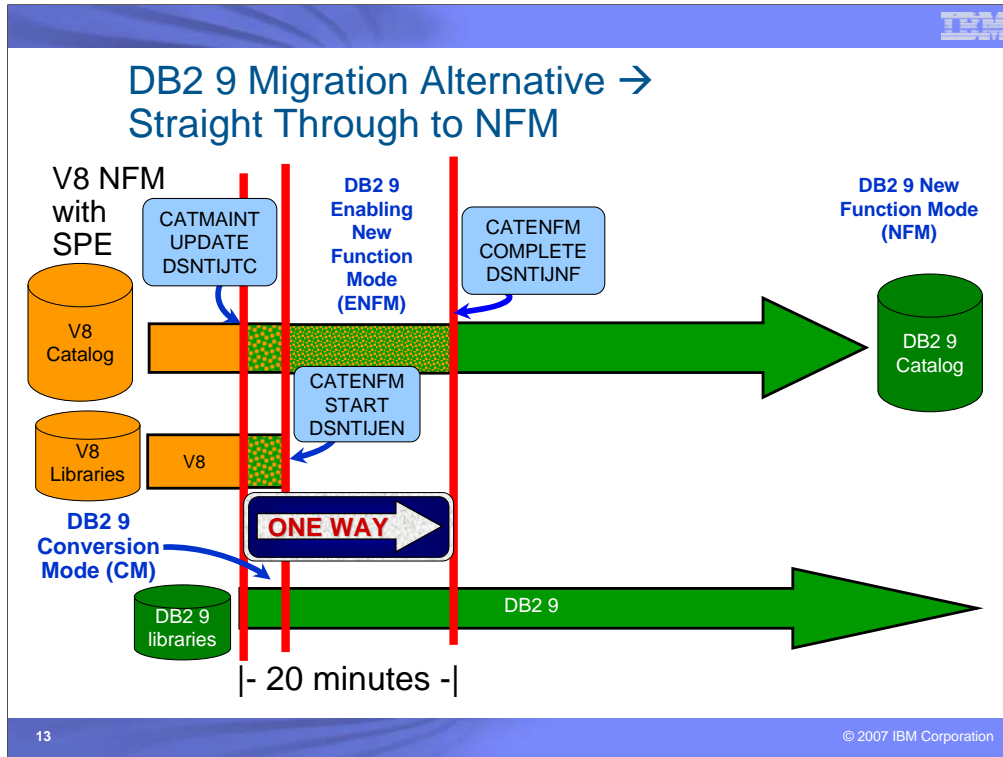 IBM
DB2 9 Migration Alternative →
Straight Through to NFM
V8 NFM
with
SPE
CATMAINT
UPDATE
DSNTIJTC
DB2 9
Enabling
New
Function
Mode
(ENFM)
CATENFM
COMPLETE
DSNTIJNF
DB2 9 New
Function Mode
(NFM)
V8
Catalog
DB2 9
Catalog
CATENFM
START
DSNTIJEN
V8
Libraries
V8
ONE WAY
DB2 9
Conversion
Mode (CM)
DB2 9
libraries
DB2 9
|- 20 minutes -|
13
© 2007 IBM Corporation